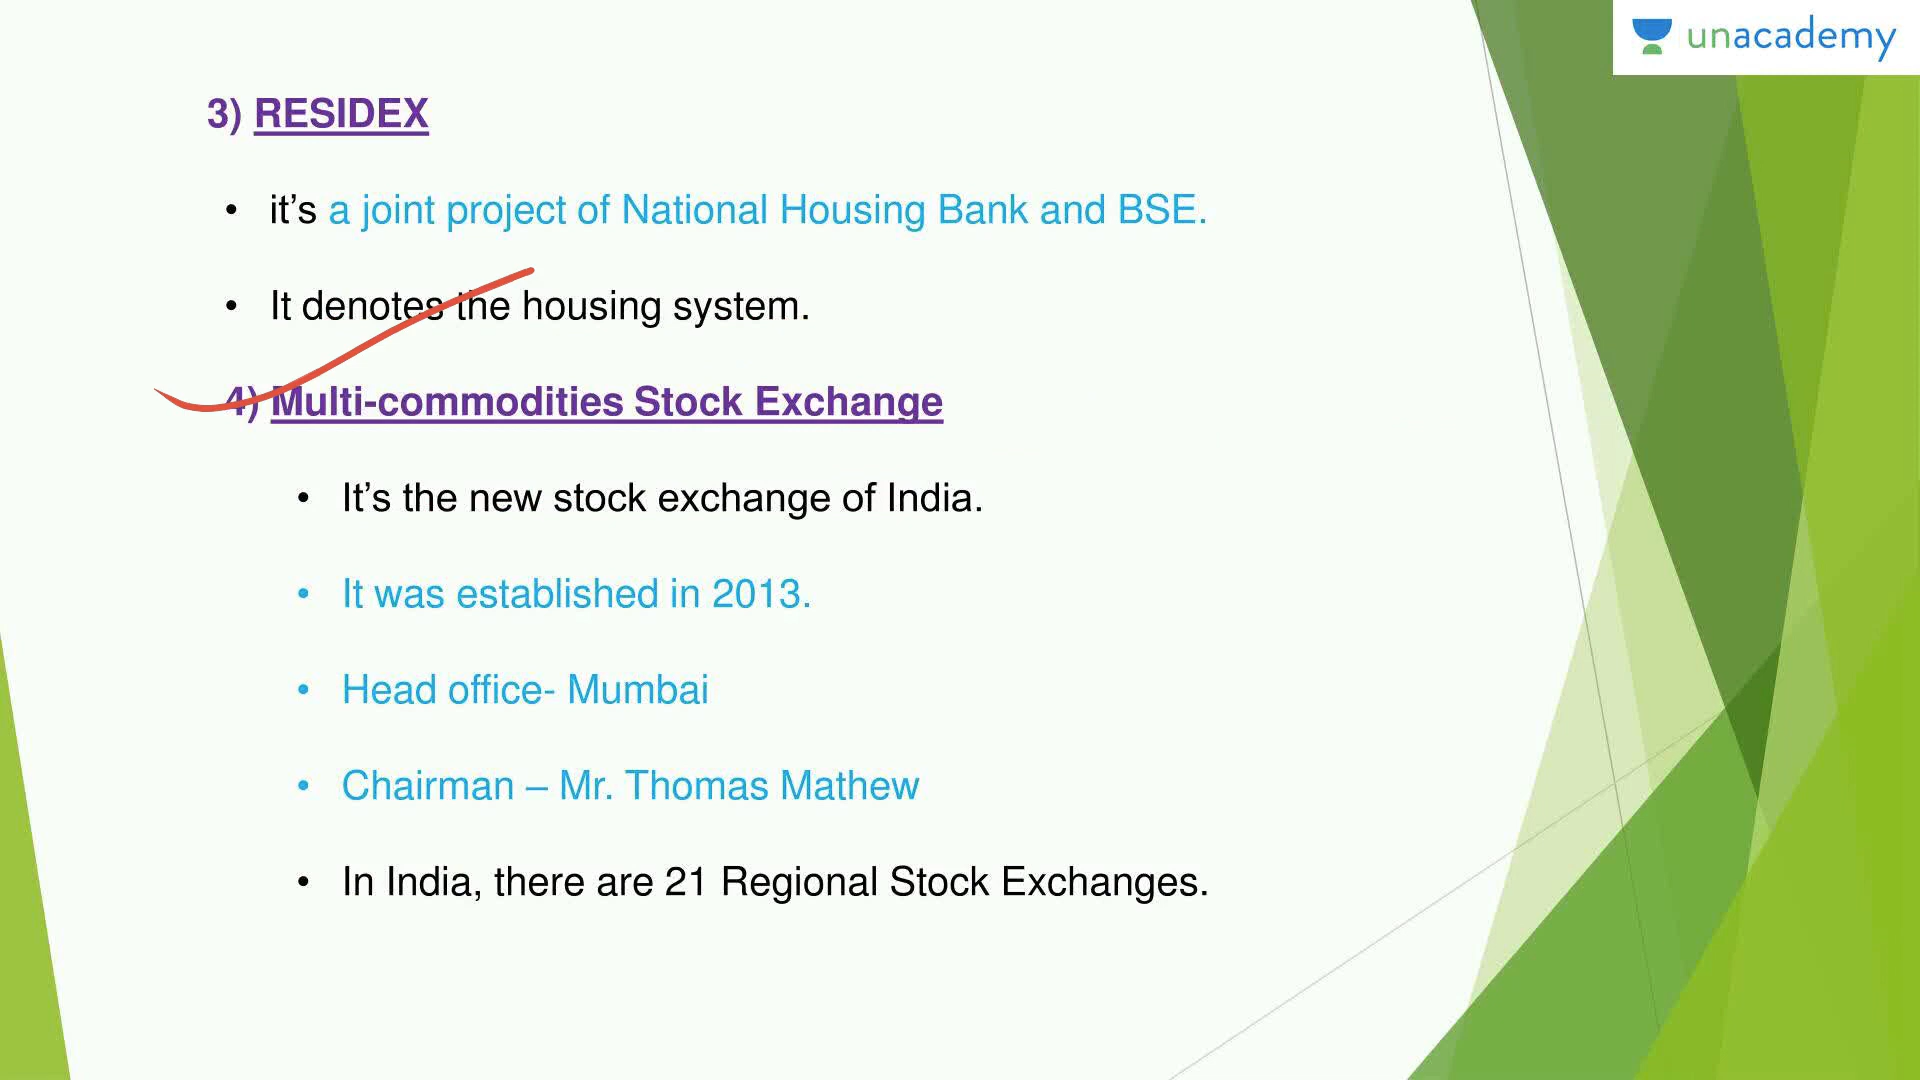 unacademy
3) RESIDEX
• it’s a joint project of National Housing Bank and BSE.
• It denotes the housing system.
4) Multi-commodities Stock Exchange
• It’s the new stock exchange of India.
• It was established in 2013.
• Head office- Mumbai
• Chairman – Mr. Thomas Mathew
• In India, there are 21 Regional Stock Exchanges.